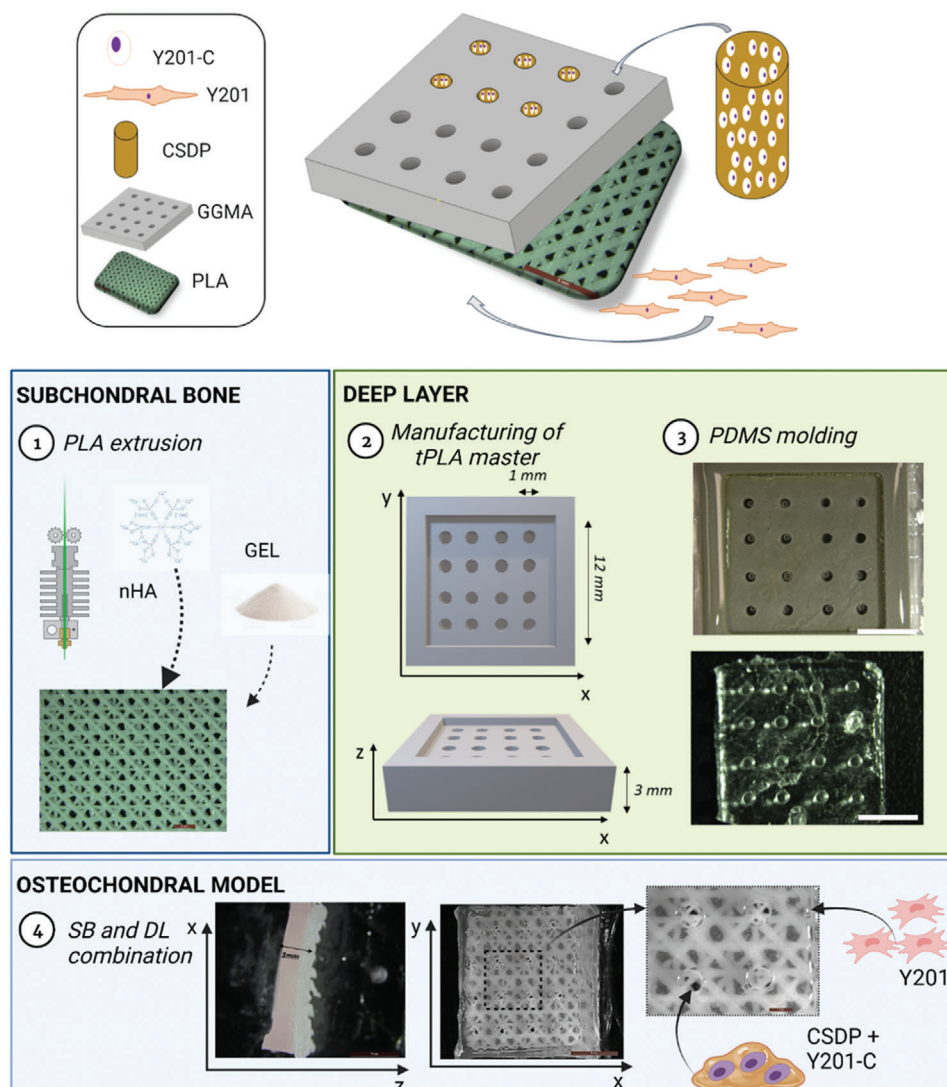 Y201-C
Y201
CSDP
GGMA
PLA
SUBCHONDRAL BONE
1 PLA extrusion
nHA
GEL
DEEP LAYER
2 Manufacturing of
tPLA master
1 mm
y
12 mm
x
z
3 mm
x
3 PDMS molding
OSTEOCHONDRAL MODEL
4 SB and DL
combination
x
3mm
z
y
x
Y201
CSDP +
Y201-C